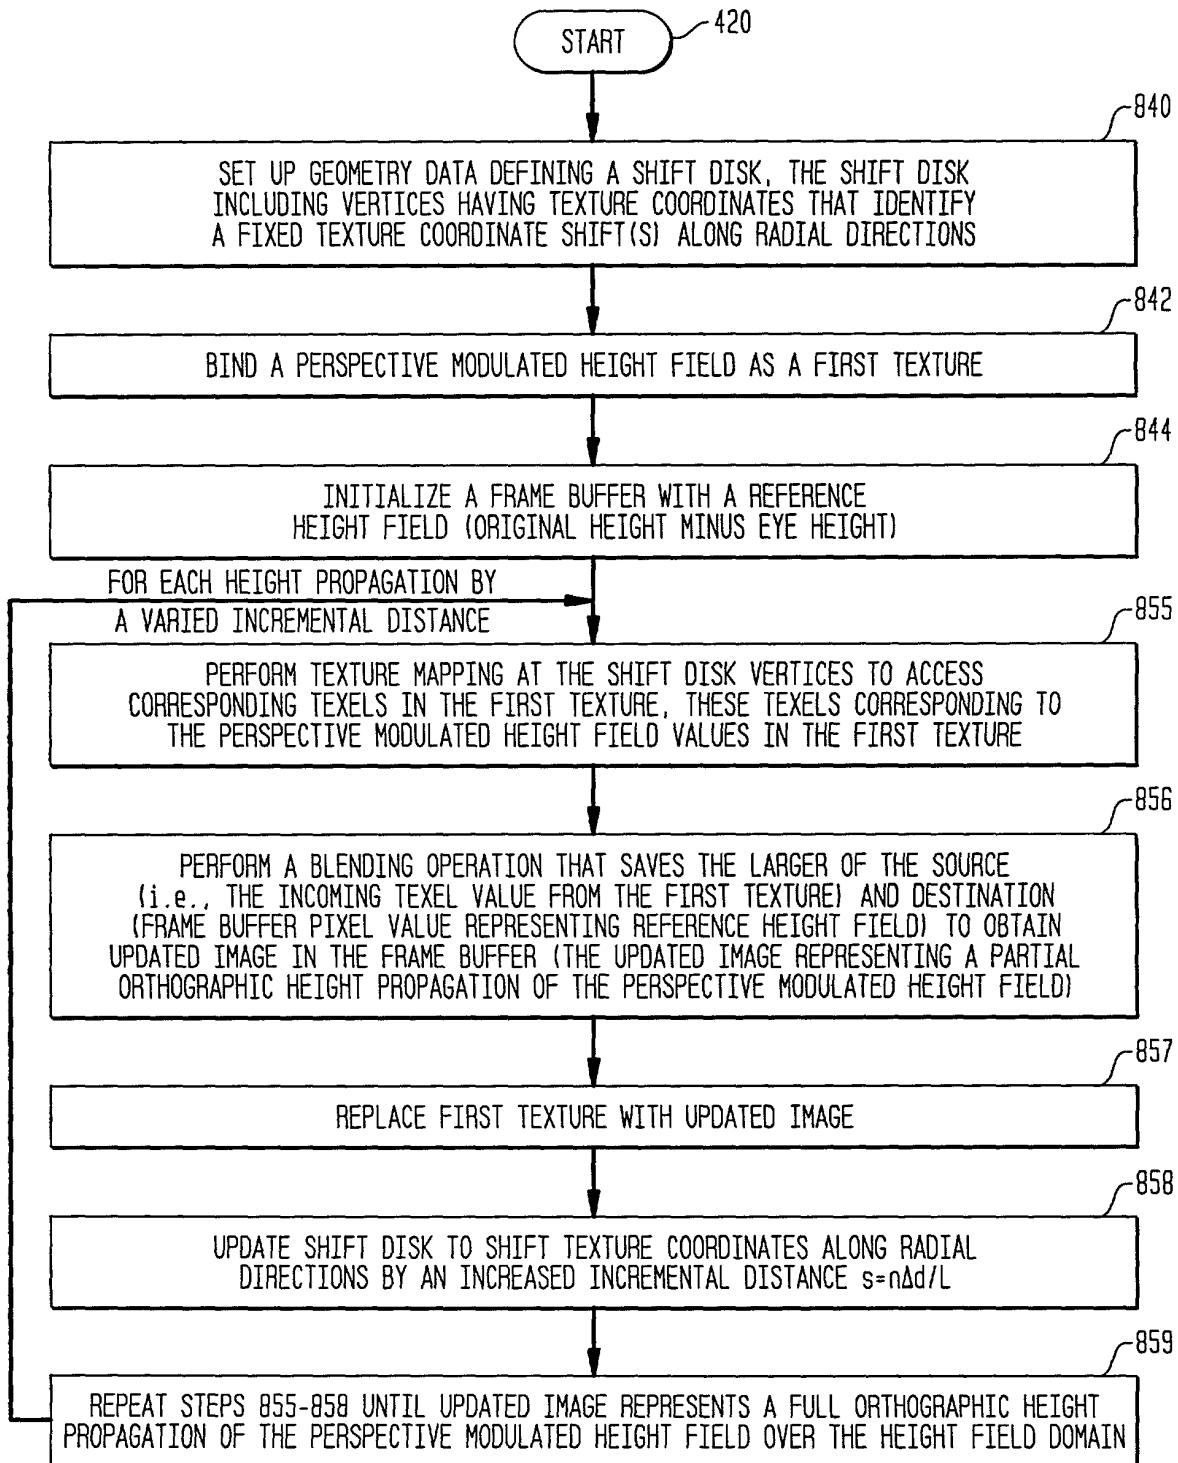 START
420
840
SET UP GEOMETRY DATA DEFINING A SHIFT DISK, THE SHIFT DISK
INCLUDING VERTICES HAVING TEXTURE COORDINATES THAT IDENTIFY
A FIXED TEXTURE COORDINATE SHIFT(S) ALONG RADIAL DIRECTIONS
842
BIND A PERSPECTIVE MODULATED HEIGHT FIELD AS A FIRST TEXTURE
844
INITIALIZE A FRAME BUFFER WITH A REFERENCE
HEIGHT FIELD (ORIGINAL HEIGHT MINUS EYE HEIGHT)
FOR EACH HEIGHT PROPAGATION BY
A VARIED INCREMENTAL DISTANCE
855
PERFORM TEXTURE MAPPING AT THE SHIFT DISK VERTICES TO ACCESS
CORRESPONDING TEXELS IN THE FIRST TEXTURE, THESE TEXELS CORRESPONDING TO
THE PERSPECTIVE MODULATED HEIGHT FIELD VALUES IN THE FIRST TEXTURE
856
PERFORM A BLENDING OPERATION THAT SAVES THE LARGER OF THE SOURCE
(i.e., THE INCOMING TEXEL VALUE FROM THE FIRST TEXTURE) AND DESTINATION
(FRAME BUFFER PIXEL VALUE REPRESENTING REFERENCE HEIGHT FIELD) TO OBTAIN
UPDATED IMAGE IN THE FRAME BUFFER (THE UPDATED IMAGE REPRESENTING A PARTIAL
ORTHOGRAPHIC HEIGHT PROPAGATION OF THE PERSPECTIVE MODULATED HEIGHT FIELD)
857
REPLACE FIRST TEXTURE WITH UPDATED IMAGE
858
UPDATE SHIFT DISK TO SHIFT TEXTURE COORDINATES ALONG RADIAL
DIRECTIONS BY AN INCREASED INCREMENTAL DISTANCE s=nΔd/L
859
REPEAT STEPS 855-858 UNTIL UPDATED IMAGE REPRESENTS A FULL ORTHOGRAPHIC HEIGHT
PROPAGATION OF THE PERSPECTIVE MODULATED HEIGHT FIELD OVER THE HEIGHT FIELD DOMAIN